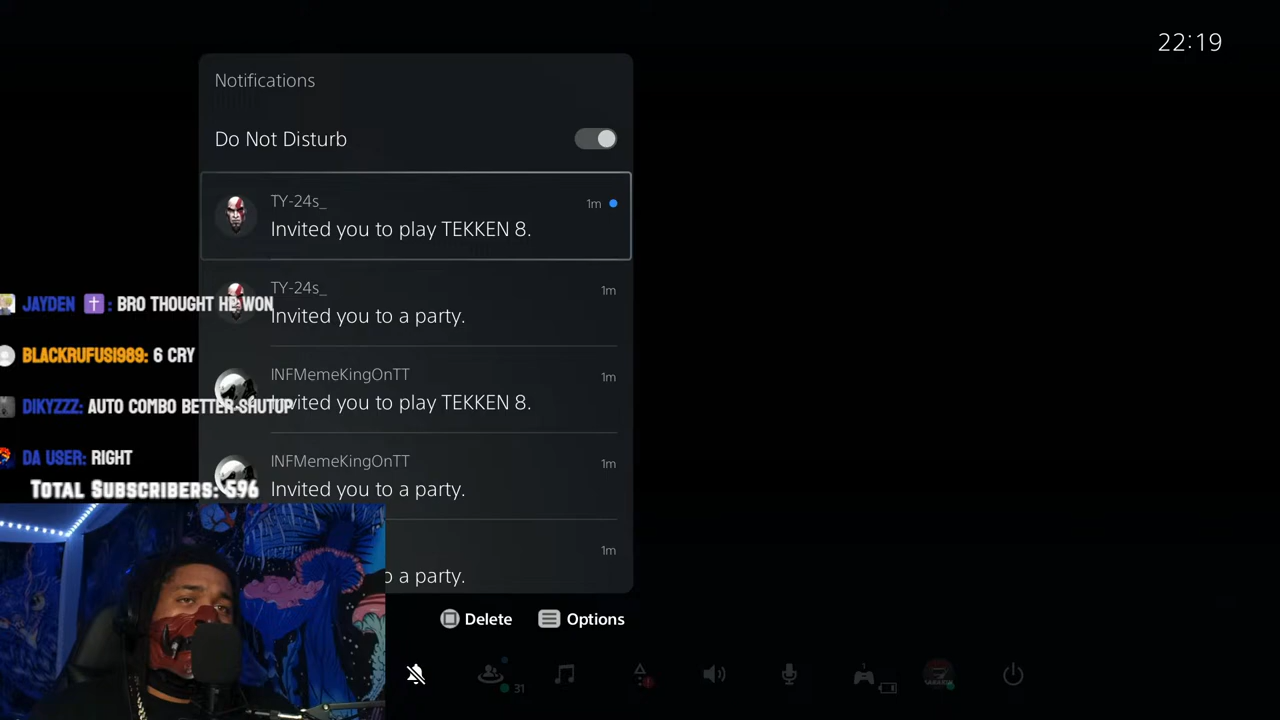 22:19
Notifications
Do Not Disturb
TY-24s_
1m
Invited you to play TEKKEN 8.
TY-24s_
1m
Invited you to a party.
INFMemeKingOnTT
1m
Invited you to play TEKKEN 8.
INFMemeKingOnTT
1m
Invited you to a party.
1m
o a party.
JAYDEN ✝️: BRO THOUGHT HE WON
BLACKRUFUS1989: 6 CRY
DIKYZZZ: AUTO COMBO BETTER SHUTUP
DA USER: RIGHT
TOTAL SUBSCRIBERS: 596
Delete
Options
31
1